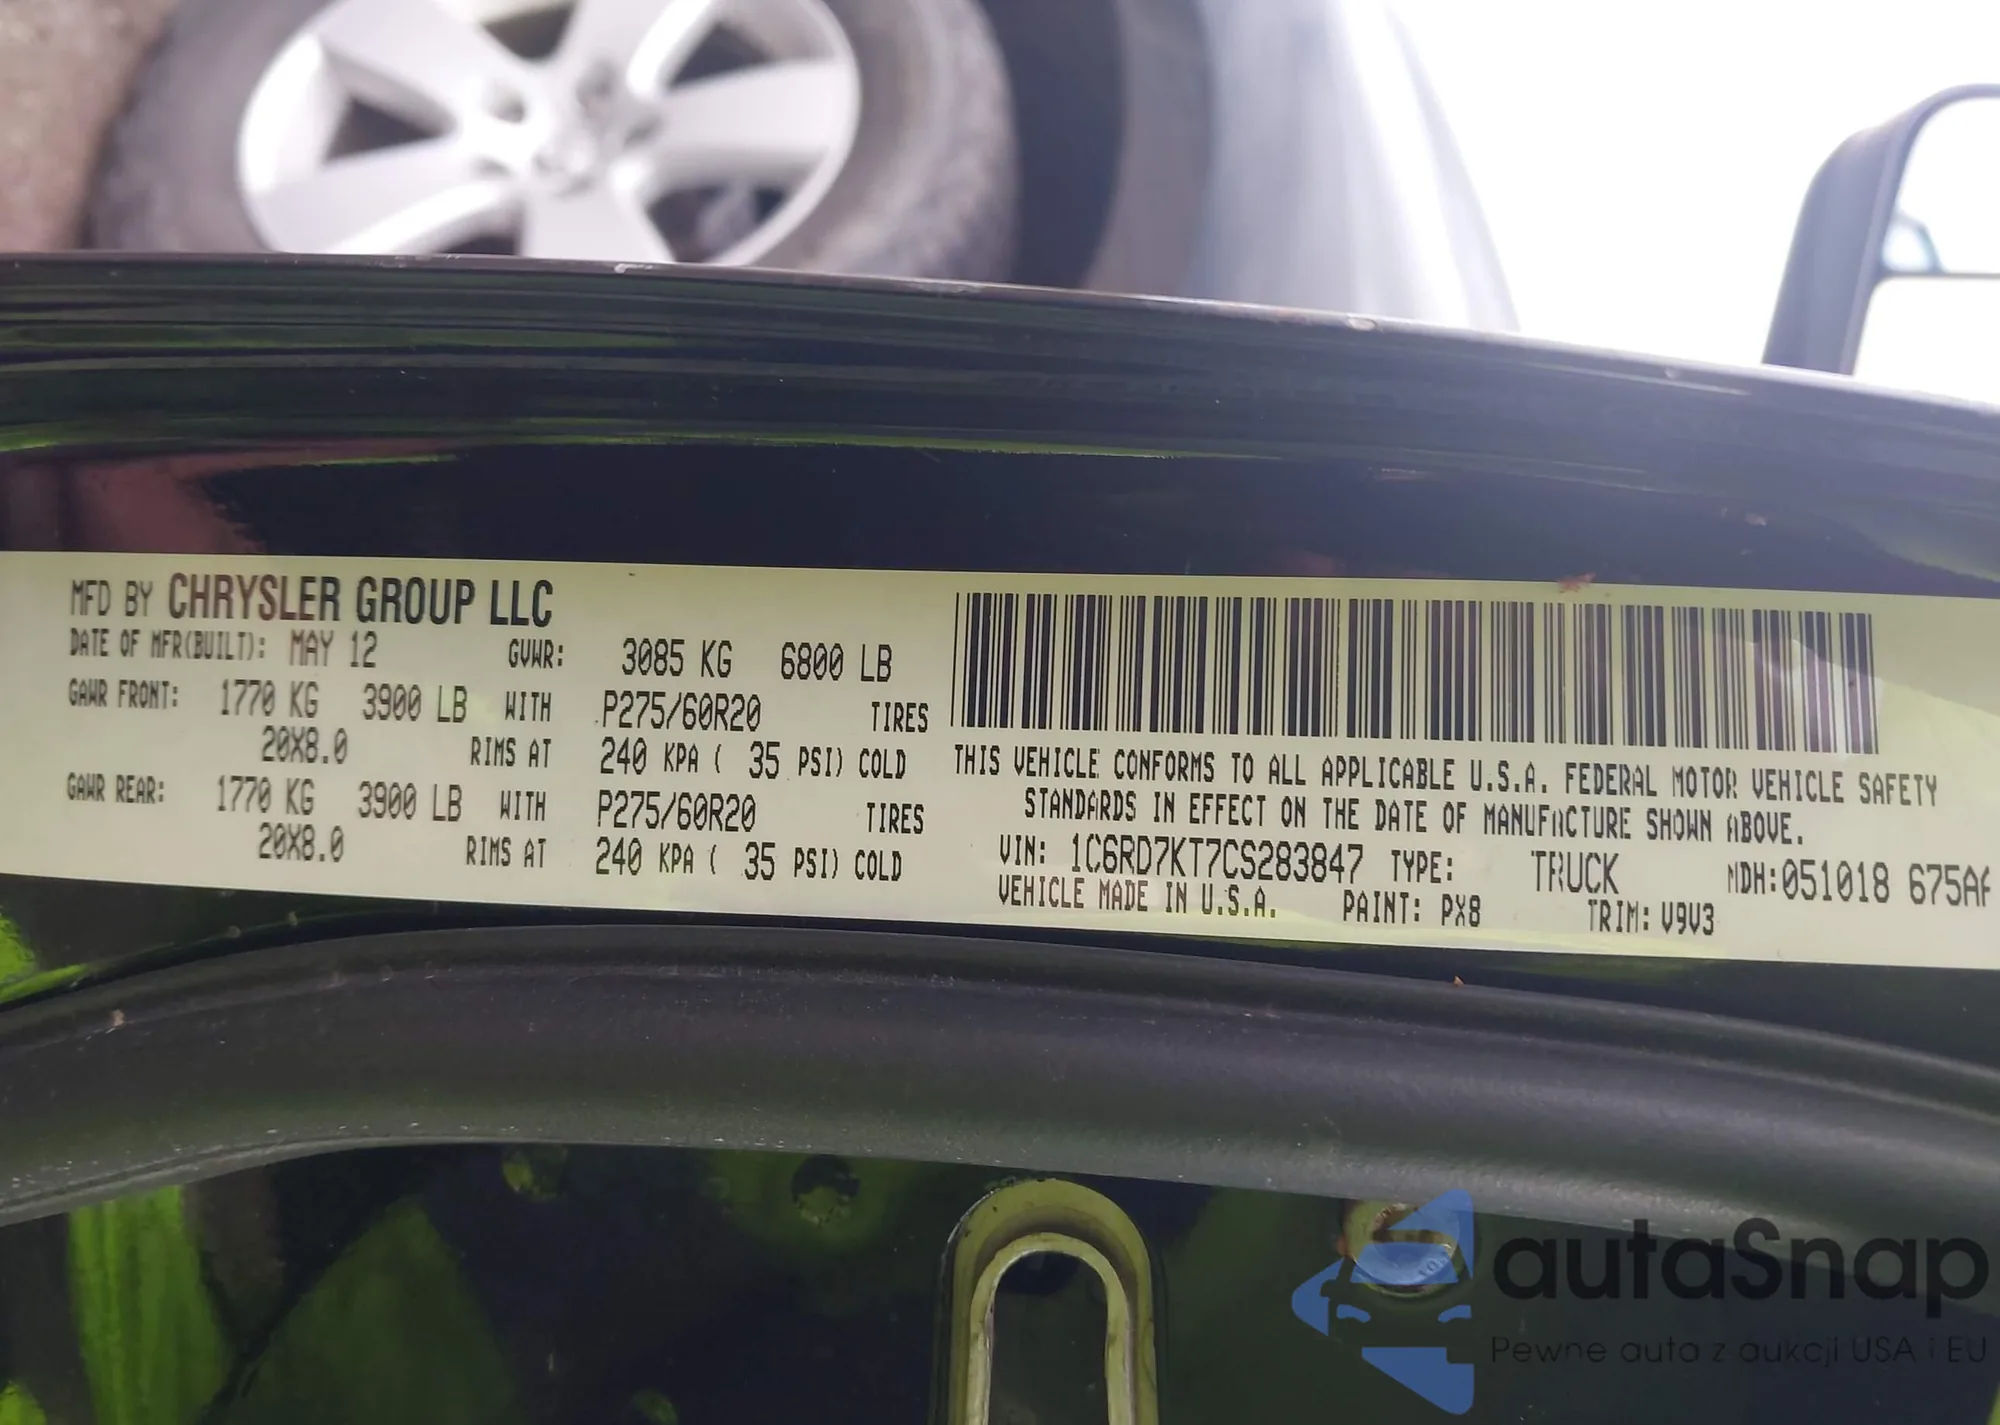 MFD BY CHRYSLER GROUP LLC
DATE OF MFR(BUILT): MAY 12 GVWR: 3085 KG 6800 LB
GAWR FRONT: 1770 KG 3900 LB WITH P275/60R20 TIRES
20X8.0 RIMS AT 240 KPA ( 35 PSI) COLD
GAWR REAR: 1770 KG 3900 LB WITH P275/60R20 TIRES
20X8.0 RIMS AT 240 KPA ( 35 PSI) COLD
THIS VEHICLE CONFORMS TO ALL APPLICABLE U.S.A. FEDERAL MOTOR VEHICLE SAFETY
STANDARDS IN EFFECT ON THE DATE OF MANUFACTURE SHOWN ABOVE.
VIN: 1C6RD7KT7CS283847 TYPE: TRUCK MDH:051018 675AA
VEHICLE MADE IN U.S.A. PAINT: PX8 TRIM: V9V3
autaSnap
Pewne auta z aukcji USA i EU